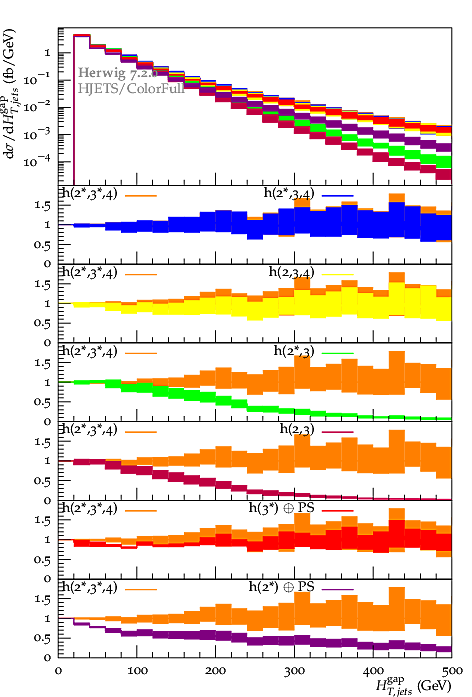 dσ/dH^gap_T,jets (fb/GeV)
1
10^−1
10^−2
10^−3
10^−4
Herwig 7.2.
HJETS/ColorFull
h(2*,3*,4) h(2*,3,4)
1.5
1
0.5
0
h(2*,3*,4) h(2,3,4)
1.5
1
0.5
0
h(2*,3*,4) h(2*,3)
1.5
1
0.5
0
h(2*,3*,4) h(2,3)
1.5
1
0.5
0
h(2*,3*,4) h(3*) ⊕ PS
1.5
1
0.5
0
h(2*,3*,4) h(2*) ⊕ PS
1.5
1
0.5
0
0 100 200 300 400 500
H^gap_T,jets (GeV)